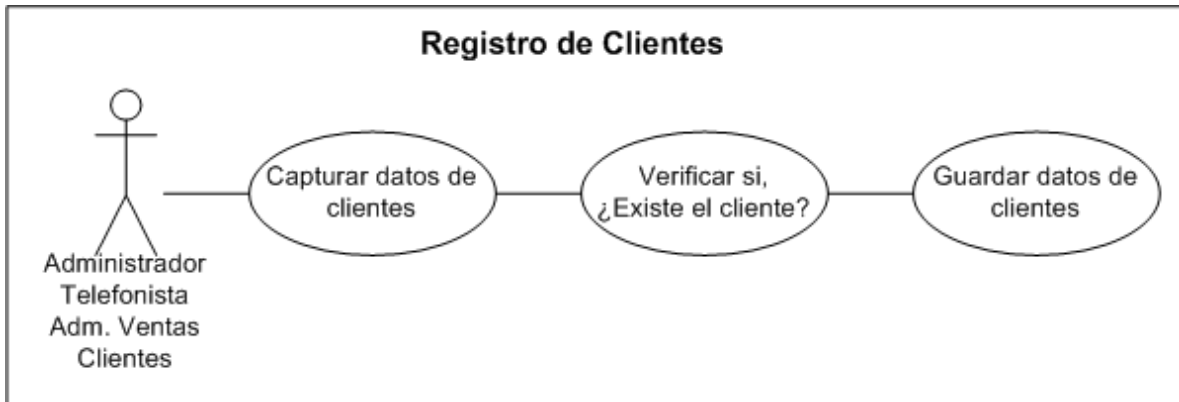 Registro de Clientes
Capturar datos de
clientes
Verificar si,
¿Existe el cliente?
Guardar datos de
clientes
Administrador
Telefonista
Adm. Ventas
Clientes